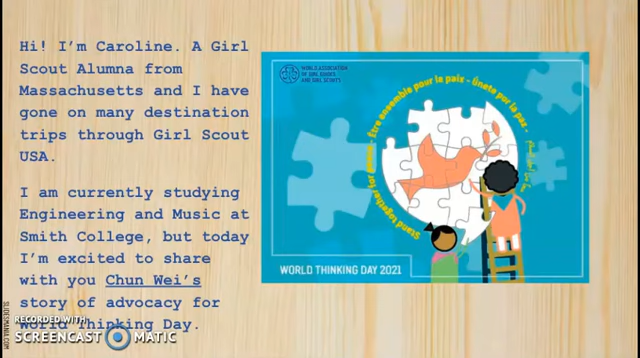 Hi! I’m Caroline. A Girl
Scout Alumna from
Massachusetts and I have
gone on many destination
trips through Girl Scout
USA.
I am currently studying
Engineering and Music at
Smith College, but today
I’m excited to share
with you Chun Wei’s
story of advocacy for
World Thinking Day.
WORLD ASSOCIATION
OF GIRL GUIDES
AND GIRL SCOUTS
Stand together for peace - Être ensemble pour la paix - Únete por la paz -
WORLD THINKING DAY 2021
SLIDESMANIA.COM
RECORDED WITH
SCREENCAST MATIC